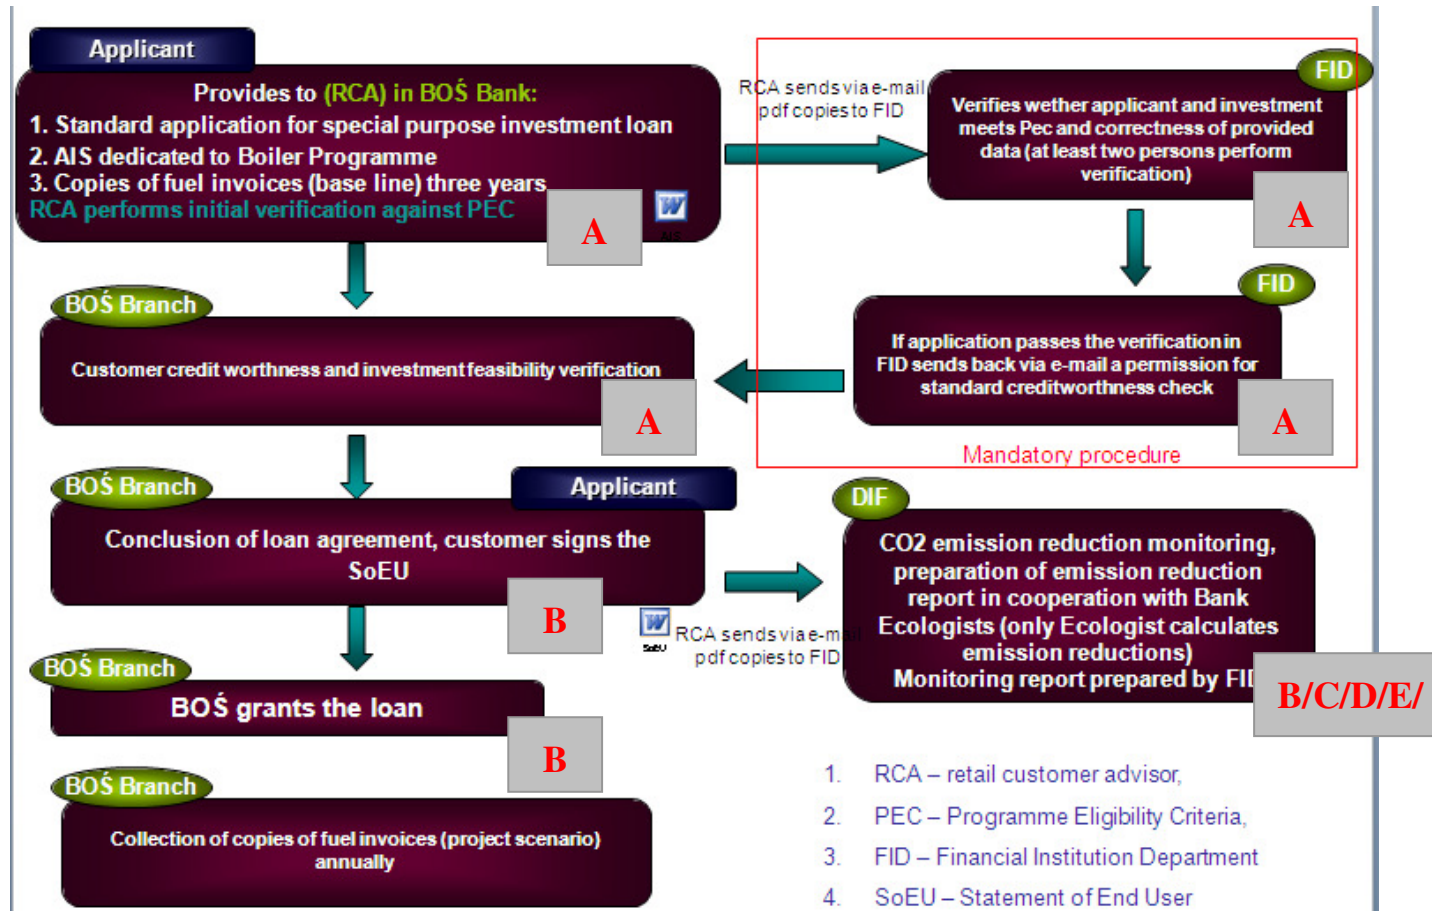 Applicant
Provides to (RCA) in BOŚ Bank:
1. Standard application for special purpose investment loan
2. AIS dedicated to Boiler Programme
3. Copies of fuel invoices (base line) three years
RCA performs initial verification against PEC
AIS
A
RCA sends via e-mail
pdf copies to FID
FID
Verifies wether applicant and investment
meets Pec and correctness of provided
data (at least two persons perform
verification)
A
FID
If application passes the verification in
FID sends back via e-mail a permission for
standard creditworthness check
A
Mandatory procedure
BOŚ Branch
Customer credit worthness and investment feasibility verification
A
BOŚ Branch
Applicant
Conclusion of loan agreement, customer signs the
SoEU
B
SoEU
RCA sends via e-mail
pdf copies to FID
DIF
CO2 emission reduction monitoring,
preparation of emission reduction
report in cooperation with Bank
Ecologists (only Ecologist calculates
emission reductions)
Monitoring report prepared by FID
B/C/D/E/
BOŚ Branch
BOŚ grants the loan
B
BOŚ Branch
Collection of copies of fuel invoices (project scenario)
annually
1. RCA – retail customer advisor,
2. PEC – Programme Eligibility Criteria,
3. FID – Financial Institution Department
4. SoEU – Statement of End User